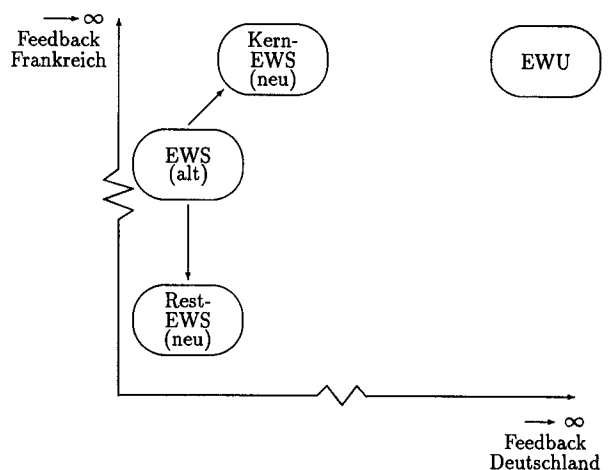 → ∞
Feedback
Frankreich
Kern-
EWS
(neu)
EWU
EWS
(alt)
Rest-
EWS
(neu)
→ ∞
Feedback
Deutschland